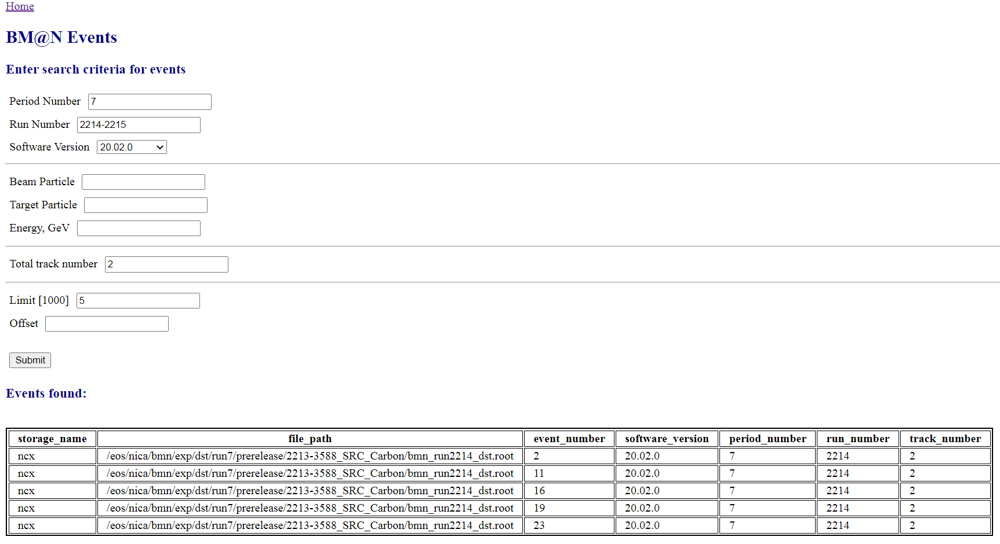 Home
BM@N Events
Enter search criteria for events
Period Number 7
Run Number 2214-2215
Software Version 20.02.0
Beam Particle
Target Particle
Energy, GeV
Total track number 2
Limit [1000] 5
Offset
Submit
Events found:
storage_name file_path event_number software_version period_number run_number track_number
ncx /eos/nica/bmn/exp/dst/run7/prerelease/2213-3588_SRC_Carbon/bmn_run2214_dst.root 2 20.02.0 7 2214 2
ncx /eos/nica/bmn/exp/dst/run7/prerelease/2213-3588_SRC_Carbon/bmn_run2214_dst.root 11 20.02.0 7 2214 2
ncx /eos/nica/bmn/exp/dst/run7/prerelease/2213-3588_SRC_Carbon/bmn_run2214_dst.root 16 20.02.0 7 2214 2
ncx /eos/nica/bmn/exp/dst/run7/prerelease/2213-3588_SRC_Carbon/bmn_run2214_dst.root 19 20.02.0 7 2214 2
ncx /eos/nica/bmn/exp/dst/run7/prerelease/2213-3588_SRC_Carbon/bmn_run2214_dst.root 23 20.02.0 7 2214 2